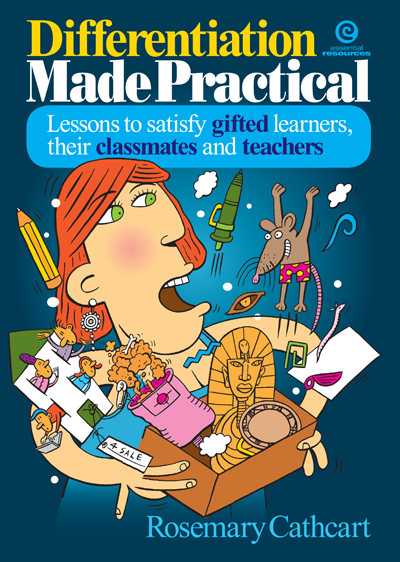 Differentiation
essential
resources
Made Practical
Lessons to satisfy gifted learners,
their classmates and teachers
4 SALE
Rosemary Cathcart